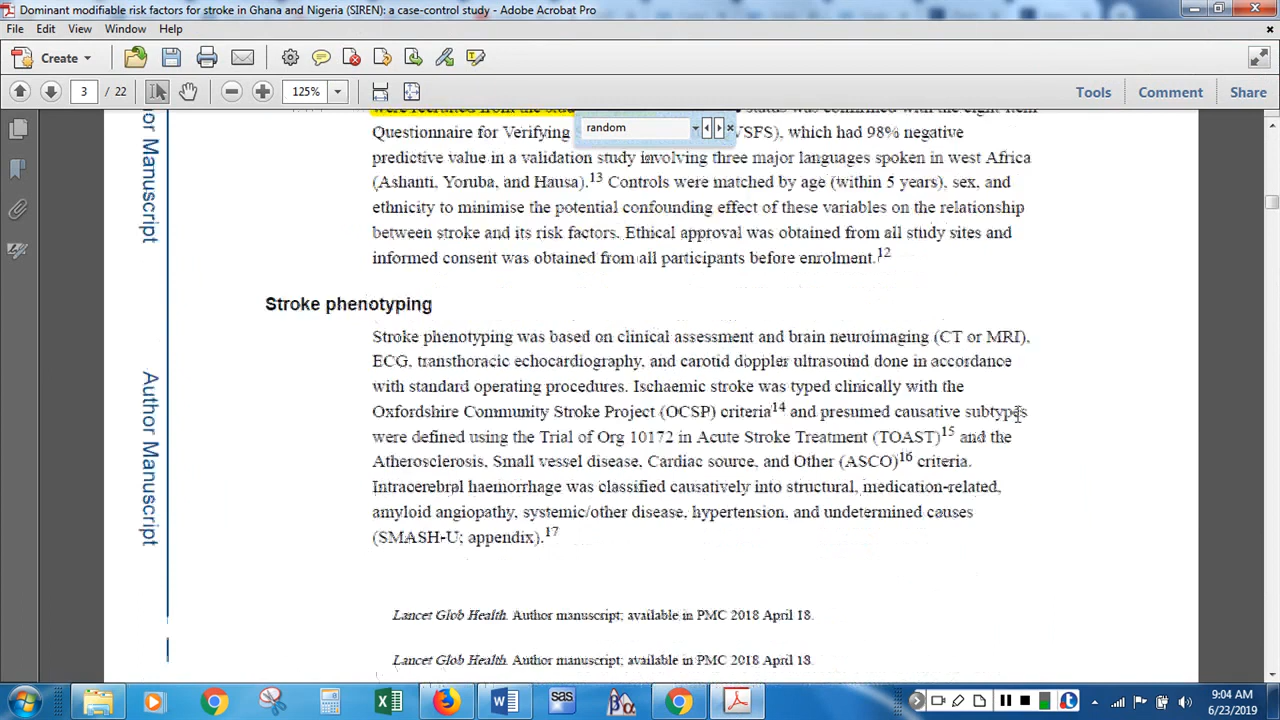 Dominant modifiable risk factors for stroke in Ghana and Nigeria (SIREN): a case-control study - Adobe Acrobat Pro
File Edit View Window Help
Create
3 / 22 125% Tools Comment Share
random
were recruited from the
Questionnaire for Verifying VSFS), which had 98% negative
predictive value in a validation study involving three major languages spoken in west Africa
(Ashanti, Yoruba, and Hausa).13 Controls were matched by age (within 5 years), sex, and
ethnicity to minimise the potential confounding effect of these variables on the relationship
between stroke and its risk factors. Ethical approval was obtained from all study sites and
informed consent was obtained from all participants before enrolment.12
Stroke phenotyping
Stroke phenotyping was based on clinical assessment and brain neuroimaging (CT or MRI),
ECG, transthoracic echocardiography, and carotid doppler ultrasound done in accordance
with standard operating procedures. Ischaemic stroke was typed clinically with the
Oxfordshire Community Stroke Project (OCSP) criteria14 and presumed causative subtypes
were defined using the Trial of Org 10172 in Acute Stroke Treatment (TOAST)15 and the
Atherosclerosis, Small vessel disease, Cardiac source, and Other (ASCO)16 criteria.
Intracerebral haemorrhage was classified causatively into structural, medication-related,
amyloid angiopathy, systemic/other disease, hypertension, and undetermined causes
(SMASH-U; appendix).17
Lancet Glob Health. Author manuscript; available in PMC 2018 April 18.
Lancet Glob Health. Author manuscript; available in PMC 2018 April 18.
Manuscript
Author Manuscript
sas
βα
9:04 AM
6/23/2019